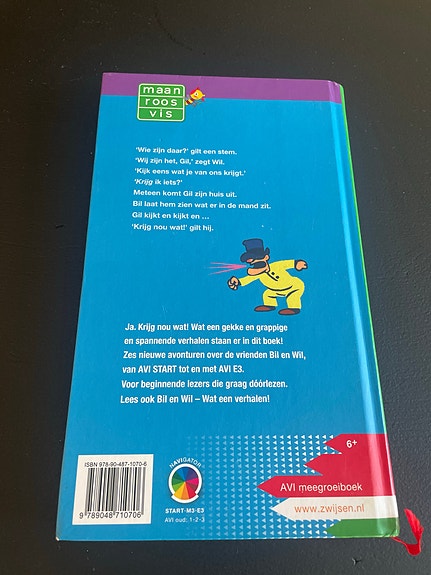 maan
roos
vis
‘Wie zijn daar?’ gilt een stem.
‘Wij zijn het, Gil,’ zegt Wil.
‘Kijk eens wat je van ons krijgt.’
‘Krijg ik iets?’
Meteen komt Gil zijn huis uit.
Bil laat hem zien wat er in de mand zit.
Gil kijkt en kijkt en …
‘Krijg nou wat!’ gilt hij.
Ja. Krijg nou wat! Wat een gekke en grappige
en spannende verhalen staan er in dit boek!
Zes nieuwe avonturen over de vrienden Bil en Wil,
van AVI START tot en met AVI E3.
Voor beginnende lezers die graag dóórlezen.
Lees ook Bil en Wil – Wat een verhalen!
ISBN 978-90-487-1070-6
9 789048 710706
NAVIGATOR
START-M3-E3
AVI oud: 1-2-3
6+
AVI meegroeiboek
www.zwijsen.nl